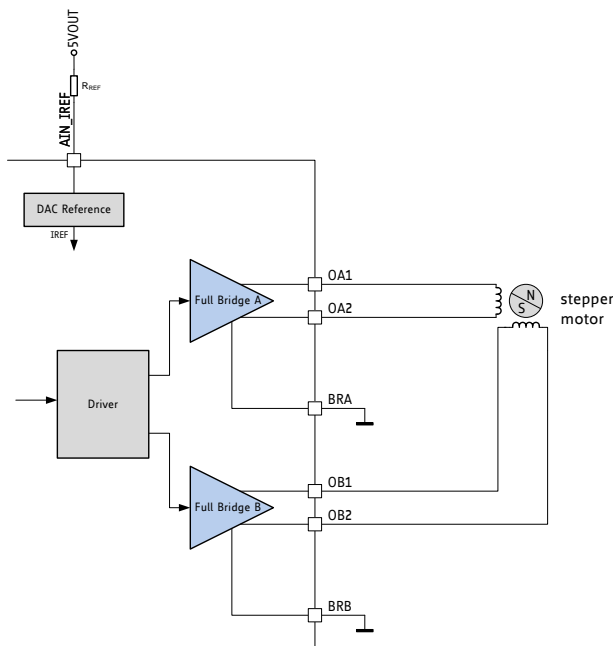 5VOUT
RREF
AIN_IREF
DAC Reference
IREF
OA1
Full Bridge A
OA2
N
S
stepper
motor
BRA
Driver
OB1
Full Bridge B
OB2
BRB